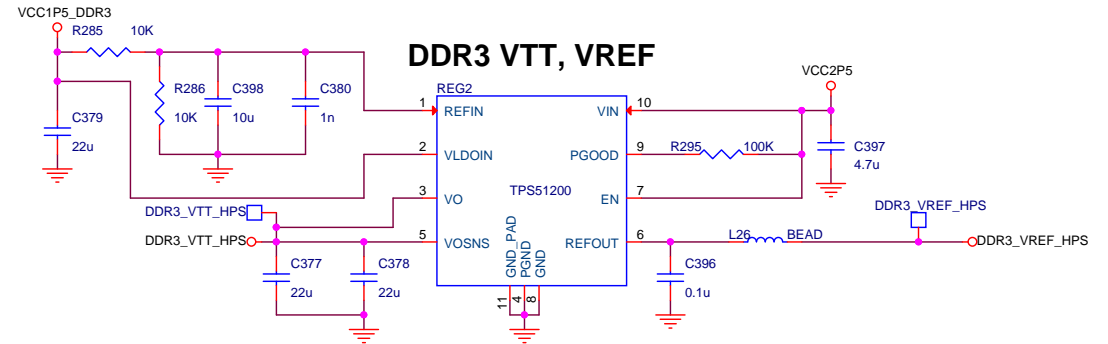 VCC1P5_DDR3
R285 10K
DDR3 VTT, VREF
VCC2P5
R286
10K
C398
10u
C380
1n
C379
22u
REG2
1 REFIN
VIN 10
2 VLDOIN
PGOOD 9
R295 100K
C397
4.7u
TPS51200
3 VO
EN 7
DDR3_VTT_HPS
DDR3_VREF_HPS
DDR3_VTT_HPS
5 VOSNS
REFOUT 6
L26 BEAD
DDR3_VREF_HPS
GND_PAD
PGND
GND
C377
22u
C378
22u
C396
0.1u
11
4
8